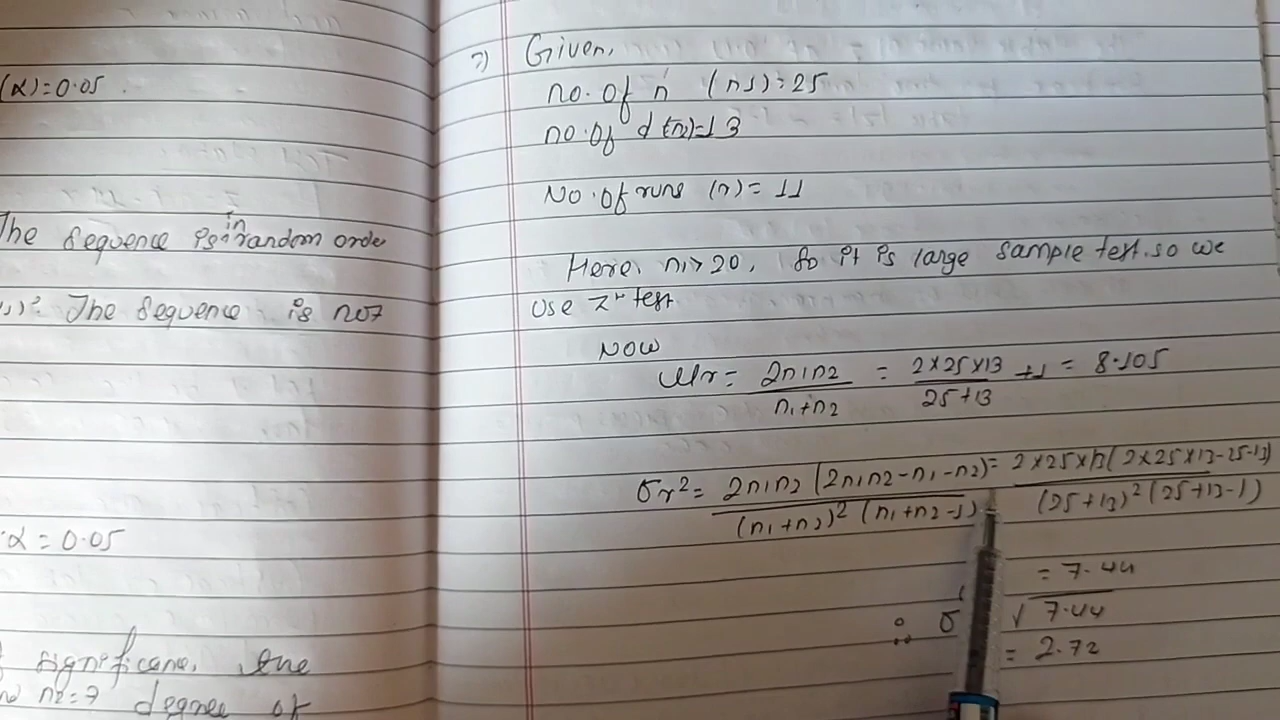 (α)=0.05
The sequence is in random orde
: The sequence is not
α = 0.05
significane, the
n2=7 degree of
Given,
no. of n (n1)=25
no. of d (n2)=13
No. of runs (r)= 11
Here, n1>20, So it is large sample test. so we
use z test
Now
μr = 2n1n2 / n1+n2 = 2×25×13 / 25+13 +1 = 8.105
σr² = 2n1n2 (2n1n2-n1-n2) / (n1+n2)² (n1+n2-1) = 2×25×13 (2×25×13-25-13) / (25+13)² (25+13-1)
= 7.44
∴ σ √7.44
= 2.72